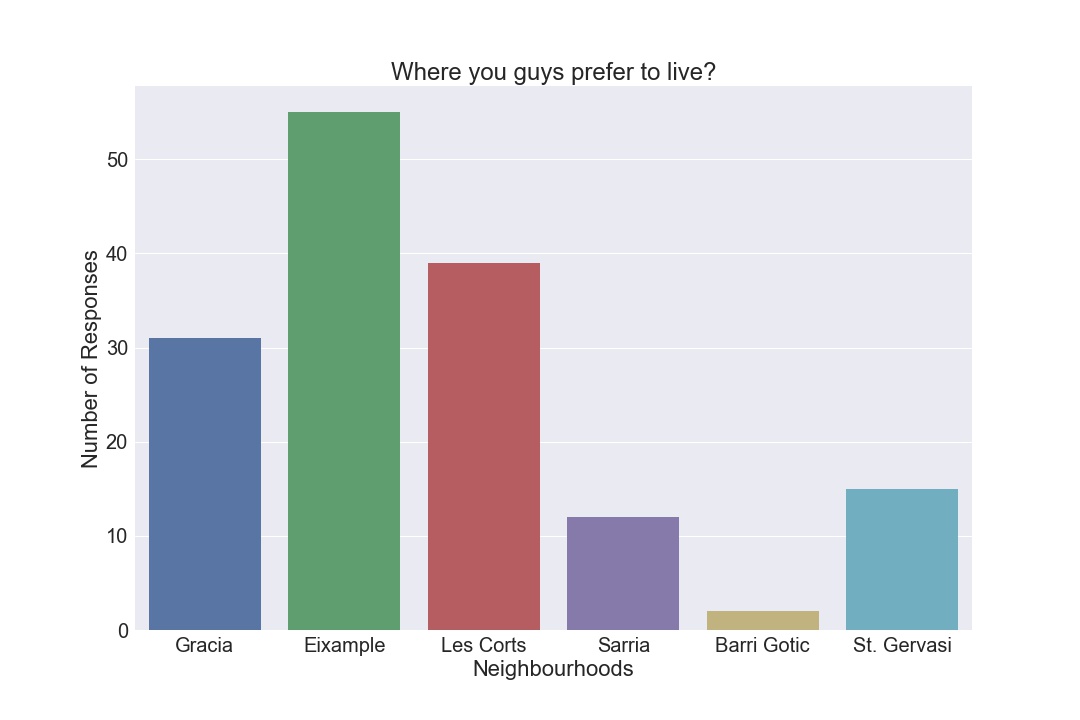 Where you guys prefer to live?
Number of Responses
50
40
30
20
10
0
Gracia Eixample Les Corts Sarria Barri Gotic St. Gervasi
Neighbourhoods